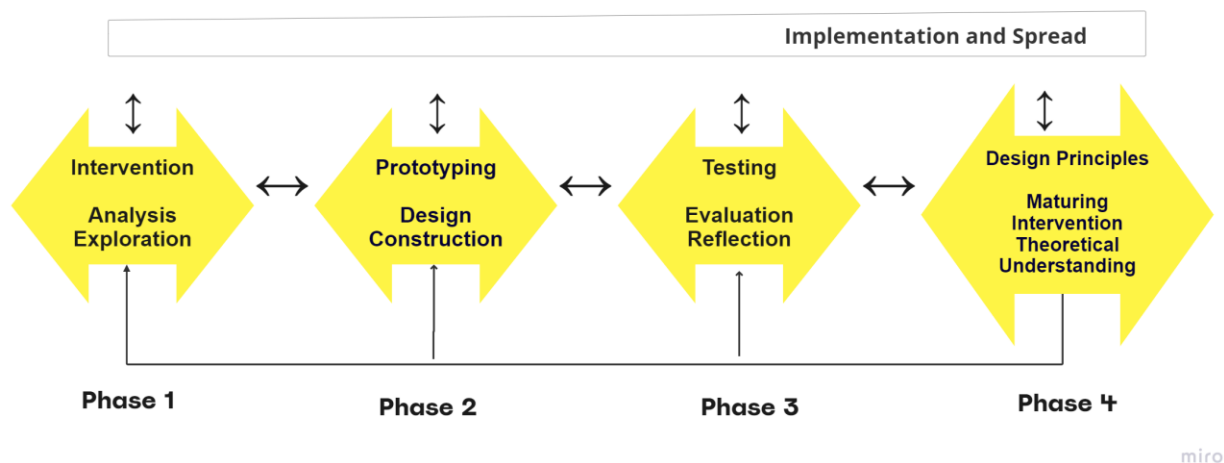 Implementation and Spread
Intervention
Analysis
Exploration
Prototyping
Design
Construction
Testing
Evaluation
Reflection
Design Principles
Maturing
Intervention
Theoretical
Understanding
Phase 1
Phase 2
Phase 3
Phase 4
miro